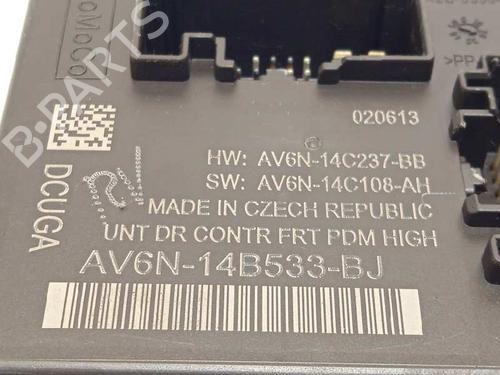 FoMoCo
020613
HW: AV6N-14C237-BB
SW: AV6N-14C108-AH
MADE IN CZECH REPUBLIC
UNT DR CONTR FRT PDM HIGH
AV6N-14B533-BJ
DCUGA
B-PARTS